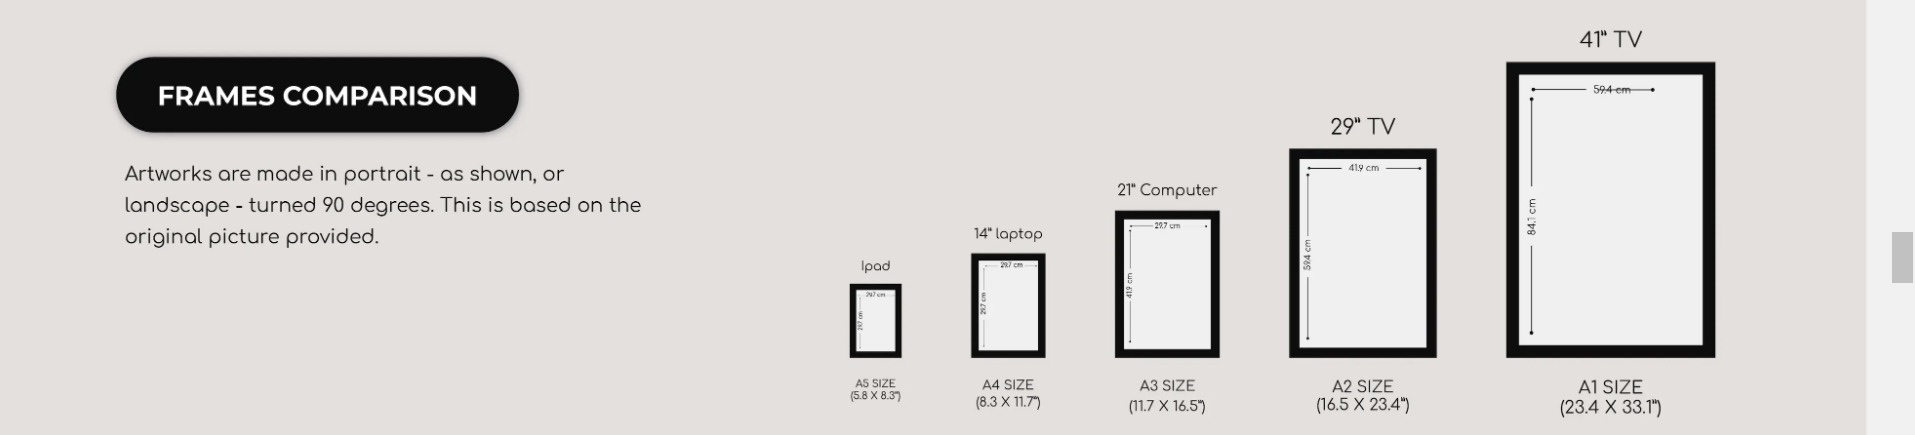 FRAMES COMPARISON
Artworks are made in portrait - as shown, or
landscape - turned 90 degrees. This is based on the
original picture provided.
Ipad
29.7 cm
29.7 cm
A5 SIZE
(5.8 X 8.3")
14” laptop
29.7 cm
29.7 cm
A4 SIZE
(8.3 X 11.7”)
21” Computer
29.7 cm
41.9 cm
A3 SIZE
(11.7 X 16.5”)
29” TV
41.9 cm
59.4 cm
A2 SIZE
(16.5 X 23.4”)
41” TV
59.4 cm
84.1 cm
A1 SIZE
(23.4 X 33.1”)